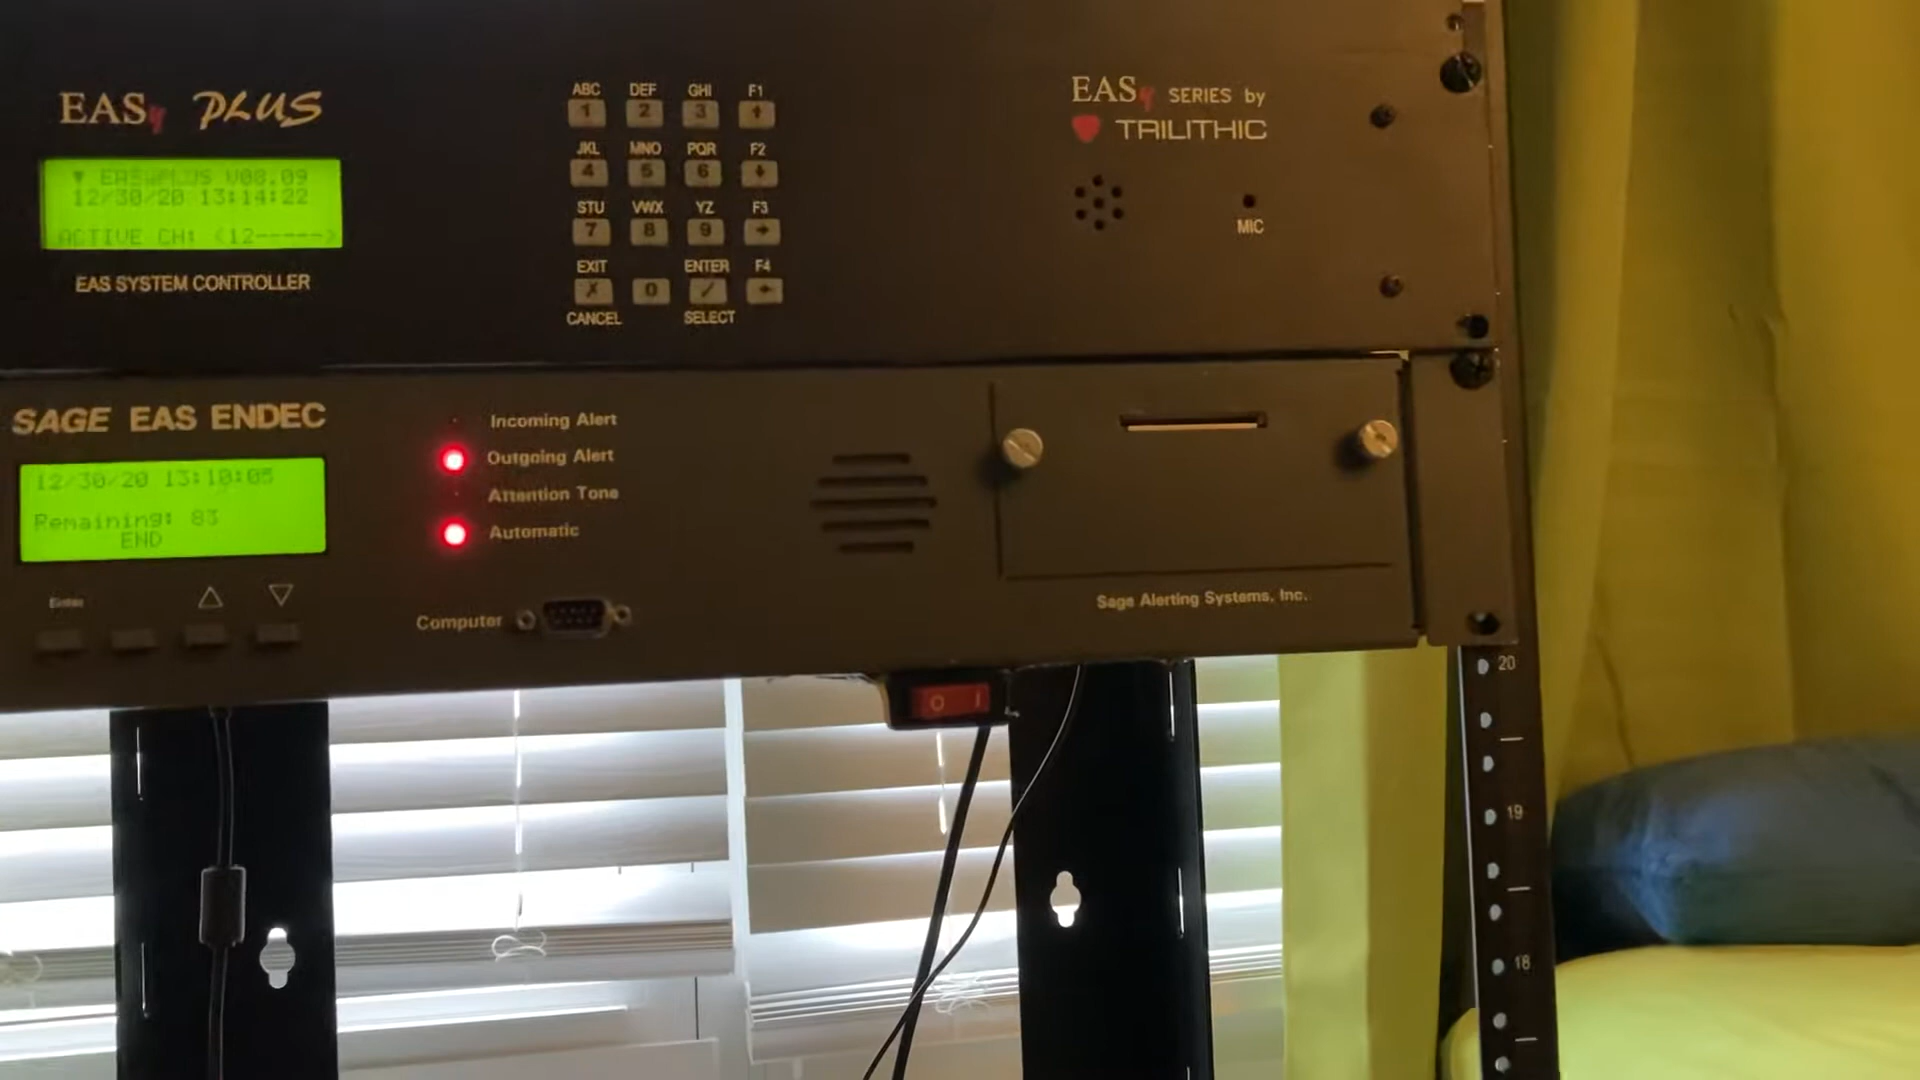 EASy PLUS
▼ EASyPLUS V08.09
12/30/20 13:14:22
ACTIVE CH: <12----->
EAS SYSTEM CONTROLLER
ABC DEF GHI F1
1 2 3 ↑
JKL MNO PQR F2
4 5 6 ↓
STU VWX YZ F3
7 8 9 →
EXIT ENTER F4
X 0 ✓ ←
CANCEL SELECT
EASy SERIES by
TRILITHIC
MIC
SAGE EAS ENDEC
12/30/20 13:10:05
Remaining: 83
END
Enter
Incoming Alert
Outgoing Alert
Attention Tone
Automatic
Computer
Sage Alerting Systems, Inc.
O I
20
19
18